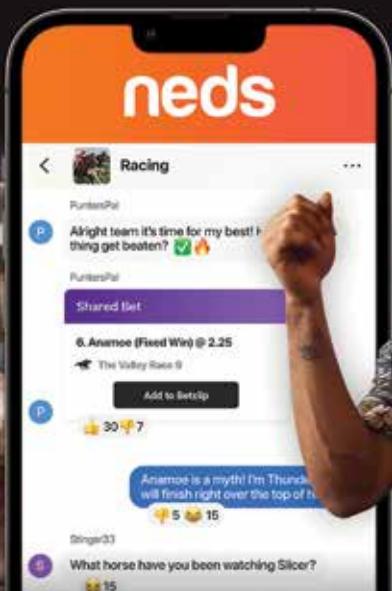 neds
Racing
PuntersPal
P
Alright team it's time for my best!
thing get beaten?
PuntersPal
Shared Bet
6. Anamoe (Fixed Win) @ 2.25
The Valley Race 9
Add to Betslip
P
30 7
Anamoe is a myth! I'm
will finish right over the top of
5 15
Stinger33
S
What horse have you been watching Slicer?
15